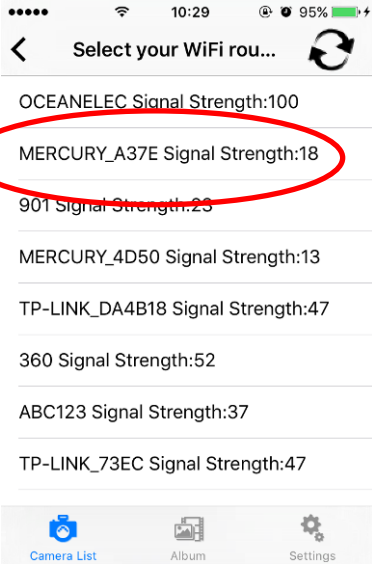 10:29
95%
Select your WiFi rou...
OCEANELEC Signal Strength:100
MERCURY_A37E Signal Strength:18
901 Signal Strength:23
MERCURY_4D50 Signal Strength:13
TP-LINK_DA4B18 Signal Strength:47
360 Signal Strength:52
ABC123 Signal Strength:37
TP-LINK_73EC Signal Strength:47
Camera List
Album
Settings